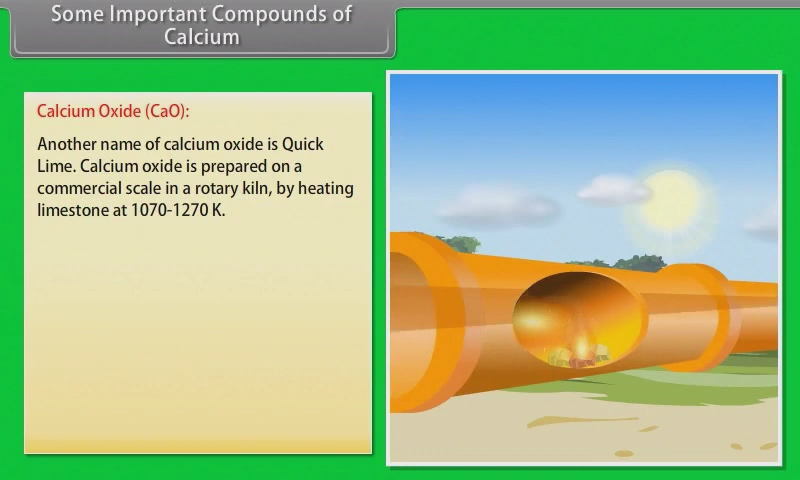 Some Important Compounds of
Calcium
Calcium Oxide (CaO):
Another name of calcium oxide is Quick
Lime. Calcium oxide is prepared on a
commercial scale in a rotary kiln, by heating
limestone at 1070-1270 K.